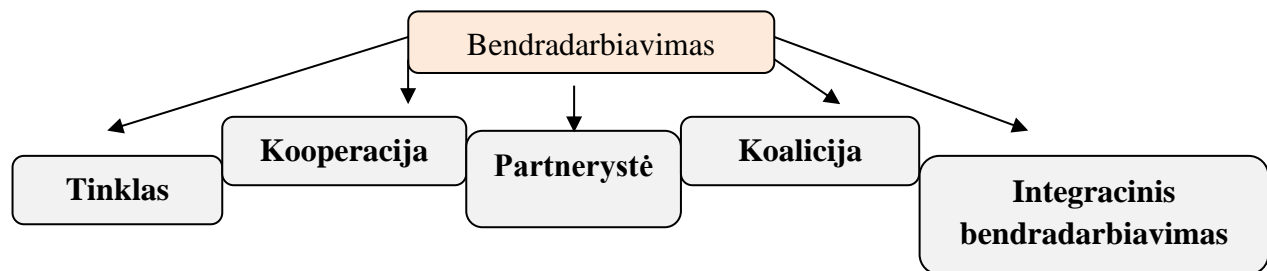 Bendradarbiavimas
Tinklas
Kooperacija
Partnerystė
Koalicija
Integracinis
bendradarbiavimas